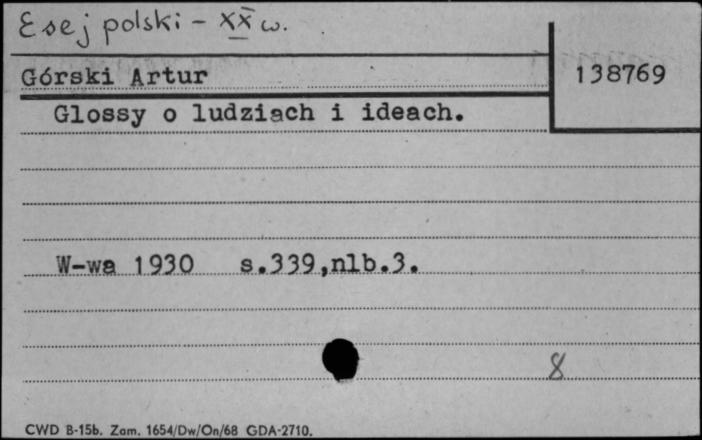 Esej polski - XX w.
Górski Artur
138769
Glossy o ludziach i ideach.
W-wa 1930 s.339,nlb.3.
8
CWD B-15b. Zam. 1654/Dw/On/68 GDA-2710.